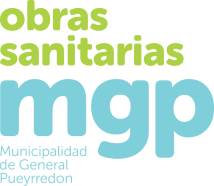 obras
sanitarias
mgp
Municipalidad
de General
Pueyrredon